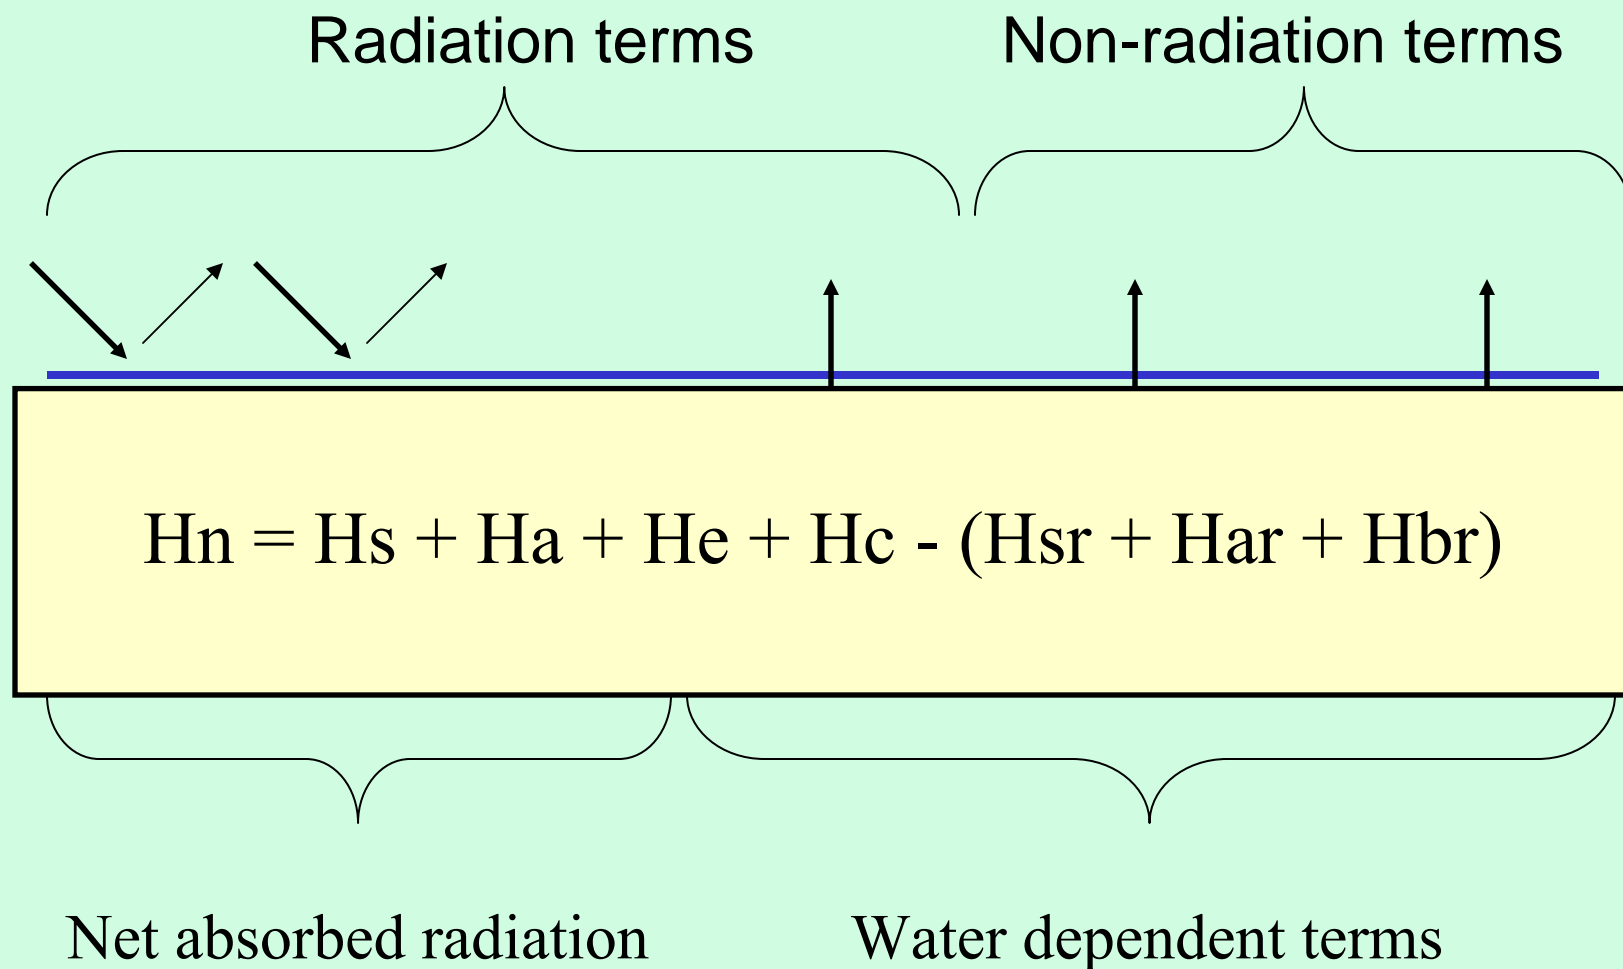 Radiation terms Non-radiation terms
Hn = Hs + Ha + He + Hc - (Hsr + Har + Hbr)
Net absorbed radiation Water dependent terms